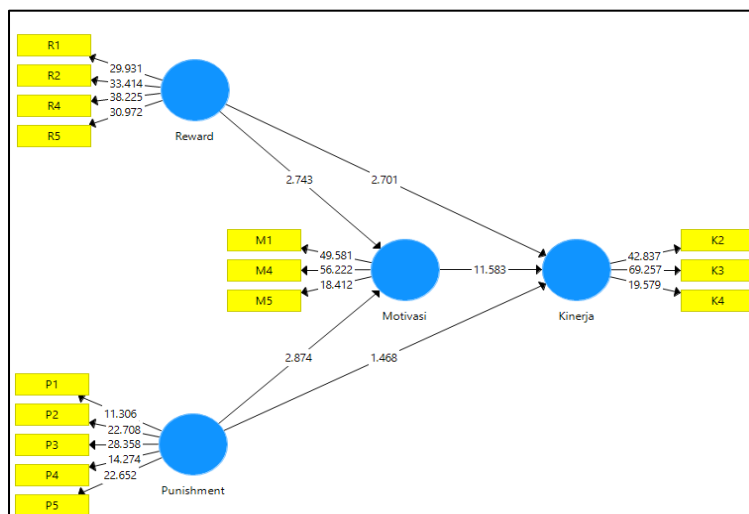 R1
29.931
R2
33.414
R4
38.225
R5
30.972
Reward
2.743
2.701
M1
49.581
M4
56.222
M5
18.412
Motivasi
11.583
K2
42.837
K3
69.257
K4
19.579
Kinerja
2.874
1.468
P1
11.306
P2
22.708
P3
28.358
P4
14.274
P5
22.652
Punishment